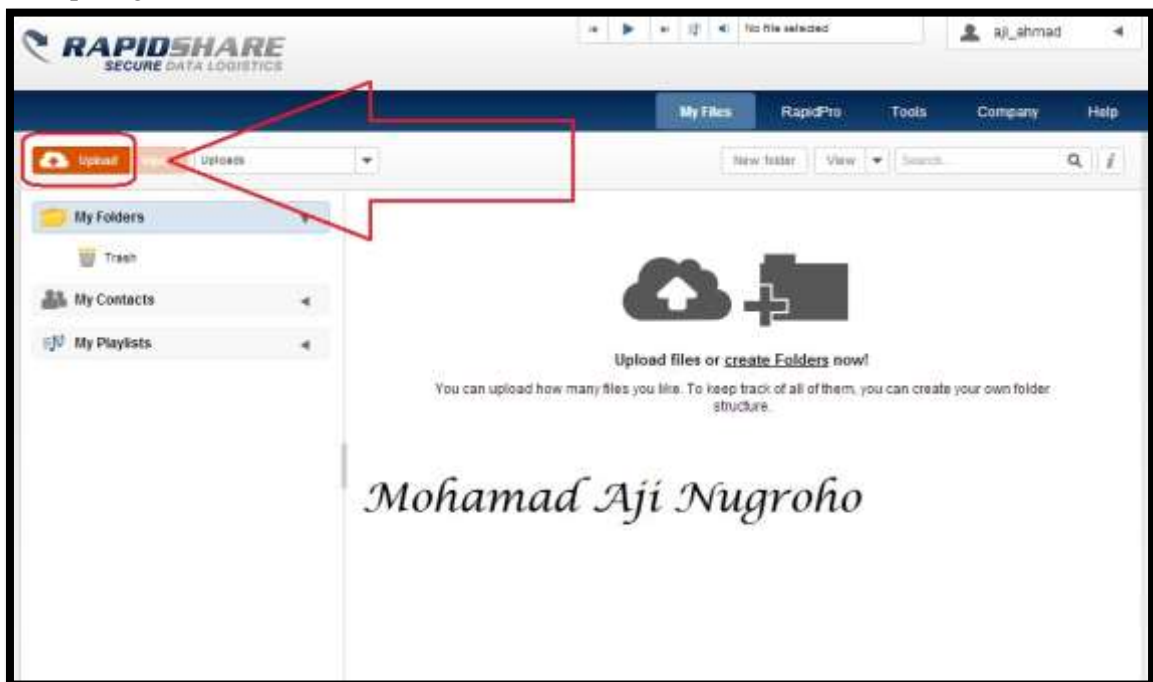 RAPIDSHARE
SECURE DATA LOGISTICS
No file selected
aji_ahmad
My Files RapidPro Tools Company Help
Upload Uploads New folder View Search...
My Folders
Trash
My Contacts
My Playlists
Upload files or create Folders now!
You can upload how many files you like. To keep track of all of them, you can create your own folder
structure.
Mohamad Aji Nugroho